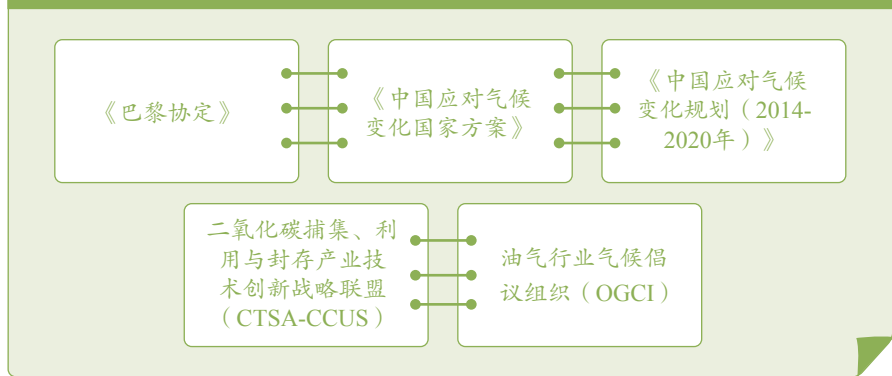 《巴黎协定》
《中国应对气候
变化国家方案》
《中国应对气候
变化规划（2014-
2020年）》
二氧化碳捕集、利
用与封存产业技
术创新战略联盟
（CTSA-CCUS）
油气行业气候倡
议组织（OGCI）